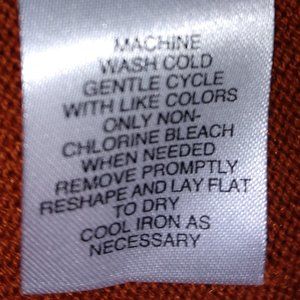 MACHINE
WASH COLD
GENTLE CYCLE
WITH LIKE COLORS
ONLY NON-
CHLORINE BLEACH
WHEN NEEDED
REMOVE PROMPTLY
RESHAPE AND LAY FLAT
TO DRY
COOL IRON AS
NECESSARY